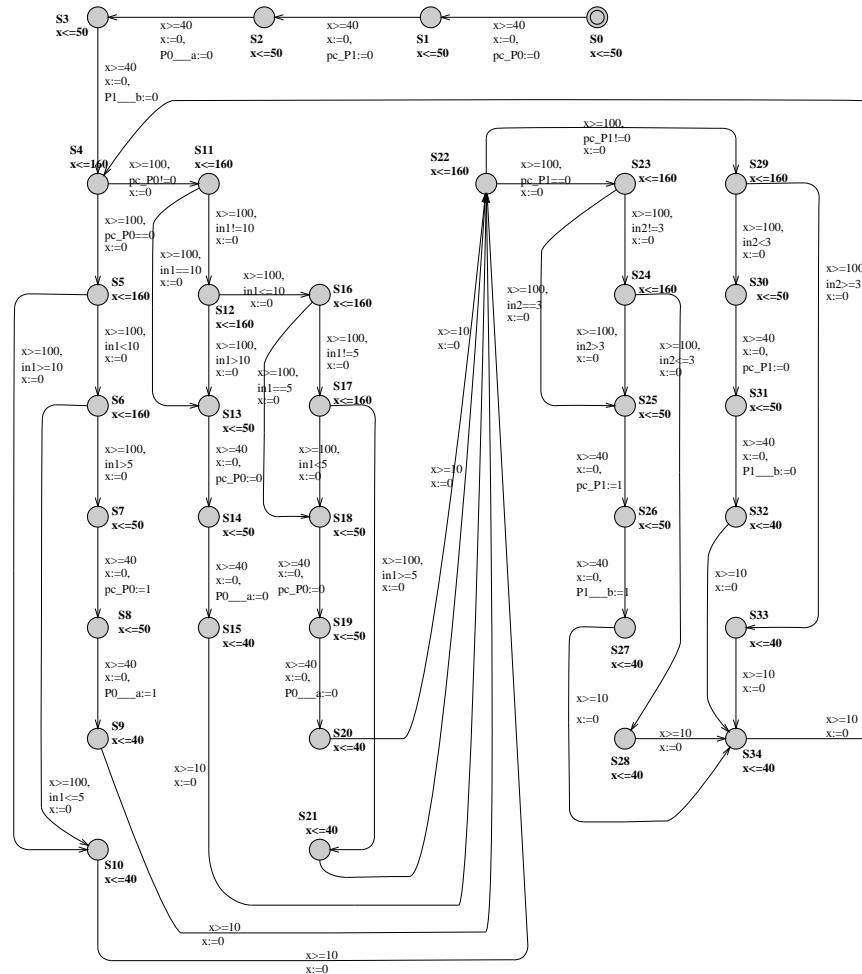 S3
x<=50
x>=40
x:=0,
P0___a:=0
S2
x<=50
x>=40
x:=0,
pc_P1:=0
S1
x<=50
x>=40
x:=0,
pc_P0:=0
S0
x<=50
x>=40
x:=0,
P1___b:=0
S4
x<=160
x>=100,
pc_P0!=0
x:=0
S11
x<=160
S22
x<=160
x>=100,
pc_P1!=0
x:=0
x>=100,
pc_P1==0
x:=0
S23
x<=160
S29
x<=160
x>=100,
pc_P0==0
x:=0
x>=100,
in1==10
x:=0
x>=100,
in1!=10
x:=0
x>=100,
in2!=3
x:=0
x>=100,
in2<3
x:=0
x>=100
in2>=3
x:=0
S5
x<=160
S12
x<=160
x>=100,
in1<=10
x:=0
S16
x<=160
x>=100,
in2==3
x:=0
S24
x<=160
S30
x<=50
x>=100,
in1>=10
x:=0
x>=100,
in1<10
x:=0
x>=100,
in1>10
x:=0
x>=100,
in1==5
x:=0
x>=100,
in1!=5
x:=0
x>=10
x:=0
x>=100,
in2>3
x:=0
x>=100,
in2<=3
x:=0
x>=40
x:=0,
pc_P1:=0
S6
x<=160
S13
x<=50
S17
x<=160
S25
x<=50
S31
x<=50
x>=100,
in1>5
x:=0
x>=40
x:=0,
pc_P0:=0
x>=100,
in1<5
x:=0
x>=10
x:=0
x>=40
x:=0,
pc_P1:=1
x>=40
x:=0,
P1___b:=0
S7
x<=50
S14
x<=50
S18
x<=50
S26
x<=50
S32
x<=40
x>=40
x:=0,
pc_P0:=1
x>=40
x:=0,
P0___a:=0
x>=40
x:=0,
pc_P0:=0
x>=100,
in1>=5
x:=0
x>=40
x:=0,
P1___b:=1
x>=10
x:=0
S8
x<=50
S15
x<=40
S19
x<=50
S27
x<=40
S33
x<=40
x>=40
x:=0,
P0___a:=1
x>=40
x:=0,
P0___a:=0
x>=10
x:=0
x>=10
x:=0
S9
x<=40
S20
x<=40
S28
x<=40
x>=10
x:=0
S34
x<=40
x>=10
x:=0
x>=100,
in1<=5
x:=0
x>=10
x:=0
S21
x<=40
S10
x<=40
x>=10
x:=0
x>=10
x:=0